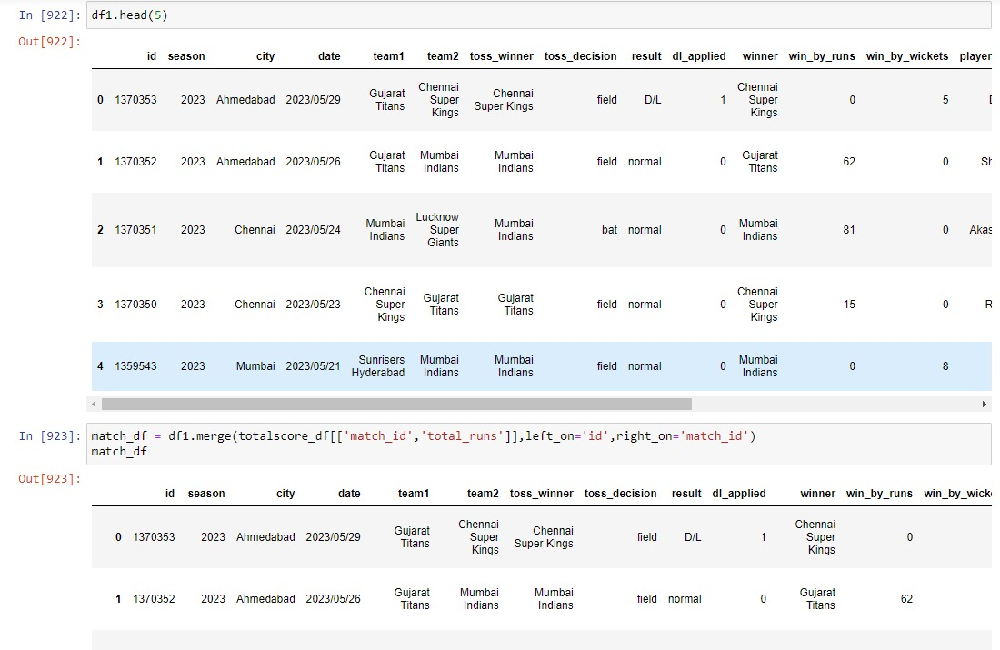 In [922]: df1.head(5)
Out[922]:
id season city date team1 team2 toss_winner toss_decision result dl_applied winner win_by_runs win_by_wickets player
0 1370353 2023 Ahmedabad 2023/05/29 Gujarat Titans Chennai Super Kings Chennai Super Kings field D/L 1 Chennai Super Kings 0 5
1 1370352 2023 Ahmedabad 2023/05/26 Gujarat Titans Mumbai Indians Mumbai Indians field normal 0 Gujarat Titans 62 0 Sh
2 1370351 2023 Chennai 2023/05/24 Mumbai Indians Lucknow Super Giants Mumbai Indians bat normal 0 Mumbai Indians 81 0 Akas
3 1370350 2023 Chennai 2023/05/23 Chennai Super Kings Gujarat Titans Gujarat Titans field normal 0 Chennai Super Kings 15 0 R
4 1359543 2023 Mumbai 2023/05/21 Sunrisers Hyderabad Mumbai Indians Mumbai Indians field normal 0 Mumbai Indians 0 8
In [923]: match_df = df1.merge(totalscore_df[['match_id','total_runs']],left_on='id',right_on='match_id')
match_df
Out[923]:
id season city date team1 team2 toss_winner toss_decision result dl_applied winner win_by_runs win_by_wicke
0 1370353 2023 Ahmedabad 2023/05/29 Gujarat Titans Chennai Super Kings Chennai Super Kings field D/L 1 Chennai Super Kings 0
1 1370352 2023 Ahmedabad 2023/05/26 Gujarat Titans Mumbai Indians Mumbai Indians field normal 0 Gujarat Titans 62